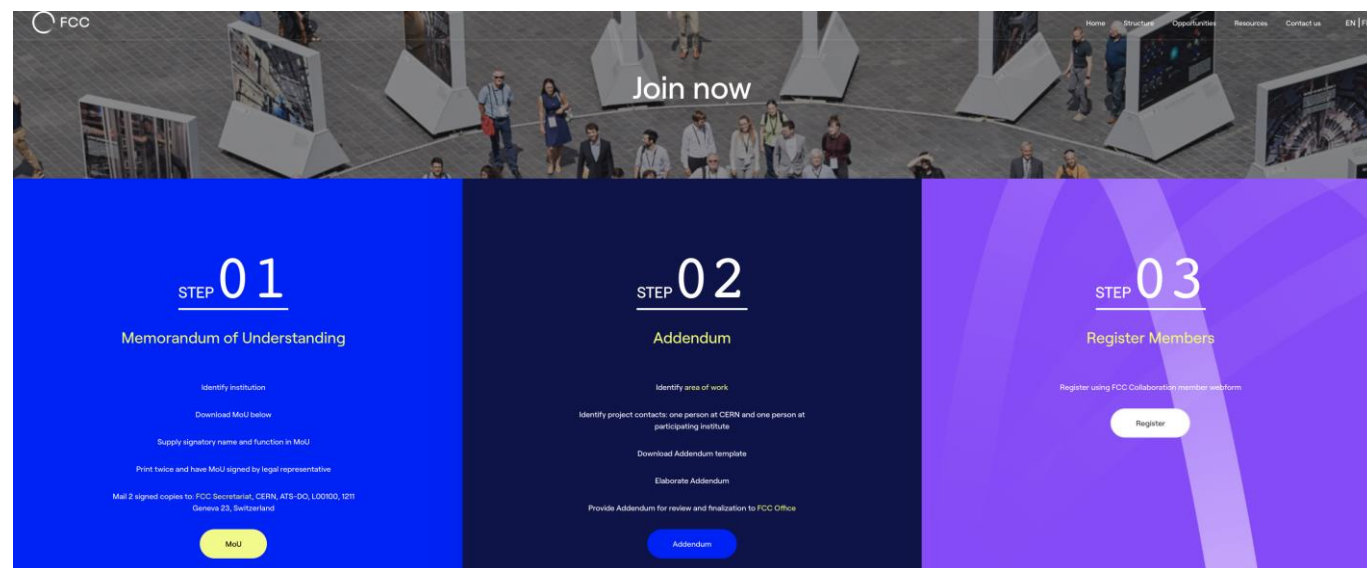 FCC
Home Structure Opportunities Resources Contact us EN
Join now
STEP 01
Memorandum of Understanding
Identify institution
Download MoU below
Supply signatory name and function in MoU
Print twice and have MoU signed by legal representative
Mail 2 signed copies to: FCC Secretariat, CERN, ATS-DO, L00100, 1211
Geneva 23, Switzerland
MoU
STEP 02
Addendum
Identify area of work
Identify project contacts: one person at CERN and one person at
participating institute
Download Addendum template
Elaborate Addendum
Provide Addendum for review and finalization to FCC Office
Addendum
STEP 03
Register Members
Register using FCC Collaboration member webform
Register